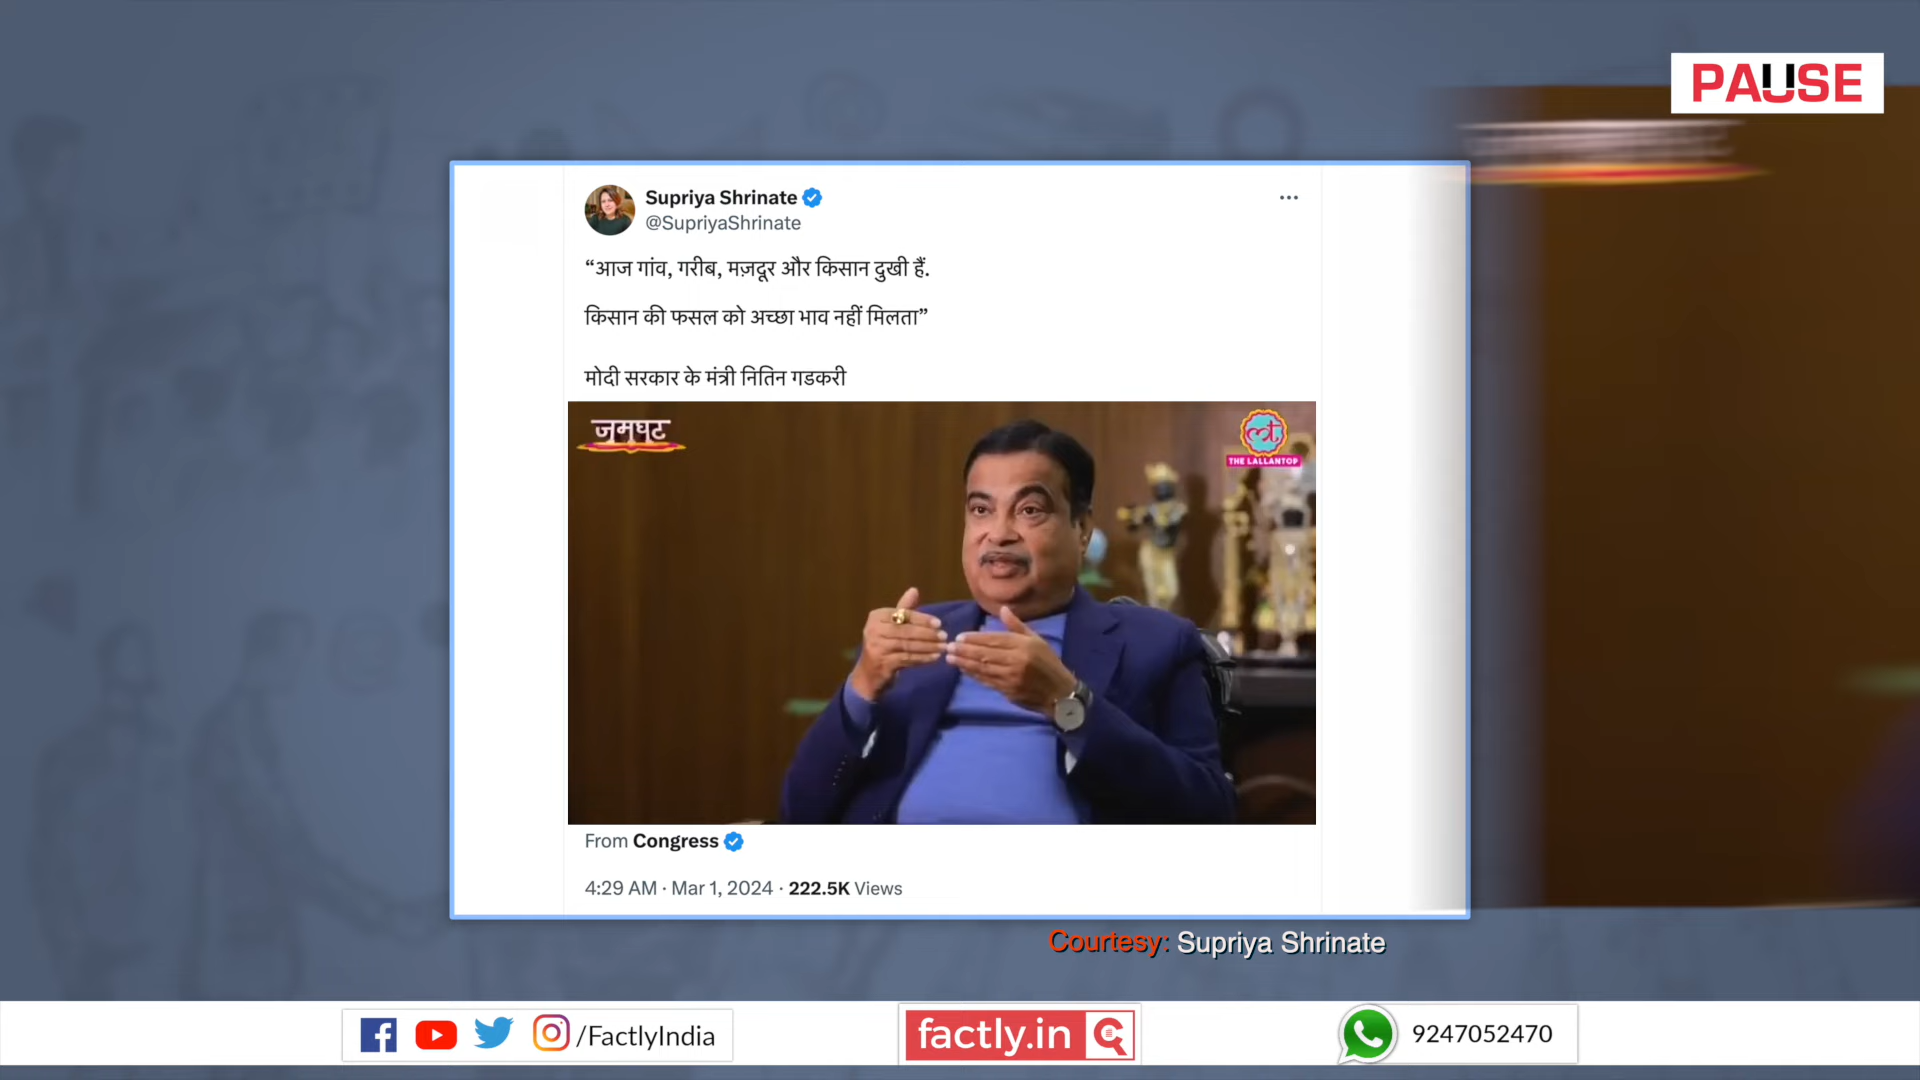 PAUSE
Supriya Shrinate
@SupriyaShrinate
“आज गांव, गरीब, मज़दूर और किसान दुखी हैं.
किसान की फसल को अच्छा भाव नहीं मिलता”
मोदी सरकार के मंत्री नितिन गडकरी
जमघट
THE LALLANTOP
From Congress
4:29 AM · Mar 1, 2024 · 222.5K Views
Courtesy: Supriya Shrinate
/FactlyIndia
factly.in
9247052470